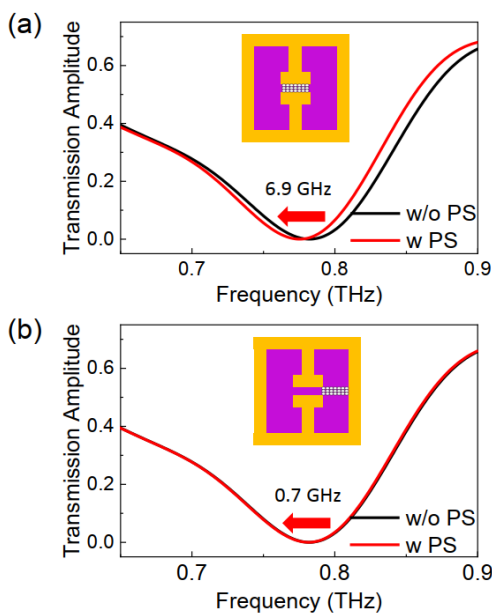 (a)
Transmission Amplitude
0.6
0.4
0.2
0.0
6.9 GHz
w/o PS
w PS
0.7
0.8
0.9
Frequency (THz)
(b)
Transmission Amplitude
0.6
0.4
0.2
0.0
0.7 GHz
w/o PS
w PS
0.7
0.8
0.9
Frequency (THz)